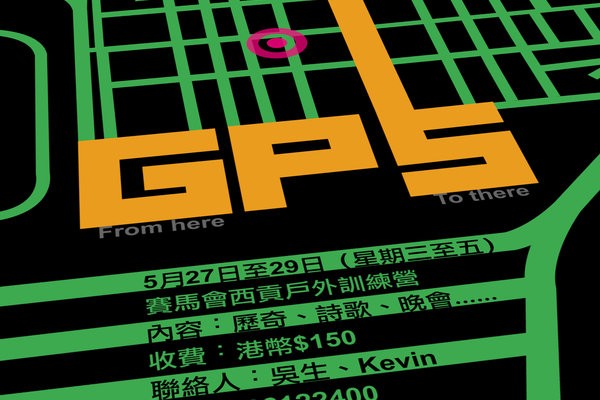 GPS
From here
To there
5月27日至29日（星期三至五）
賽馬會西貢戶外訓練營
內容：歷奇、詩歌、晚會......
收費：港幣$150
聯絡人：吳生、Kevin